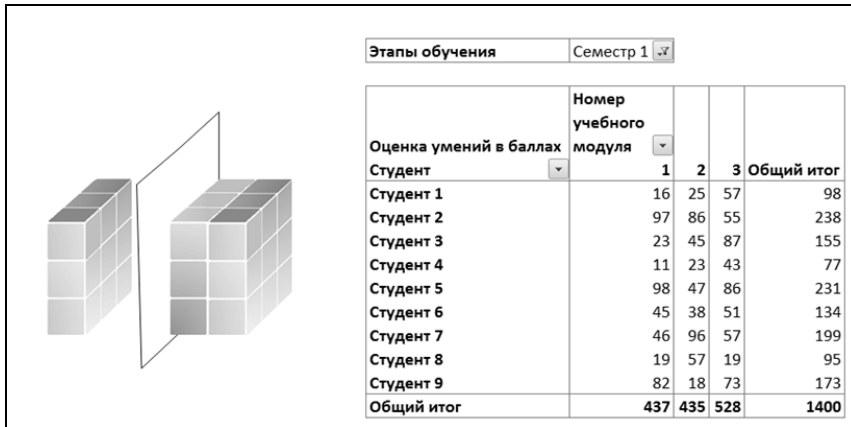 Этапы обучения Семестр 1
Номер
учебного
Оценка умений в баллах модуля
Студент 1 2 3 Общий итог
Студент 1 16 25 57 98
Студент 2 97 86 55 238
Студент 3 23 45 87 155
Студент 4 11 23 43 77
Студент 5 98 47 86 231
Студент 6 45 38 51 134
Студент 7 46 96 57 199
Студент 8 19 57 19 95
Студент 9 82 18 73 173
Общий итог 437 435 528 1400